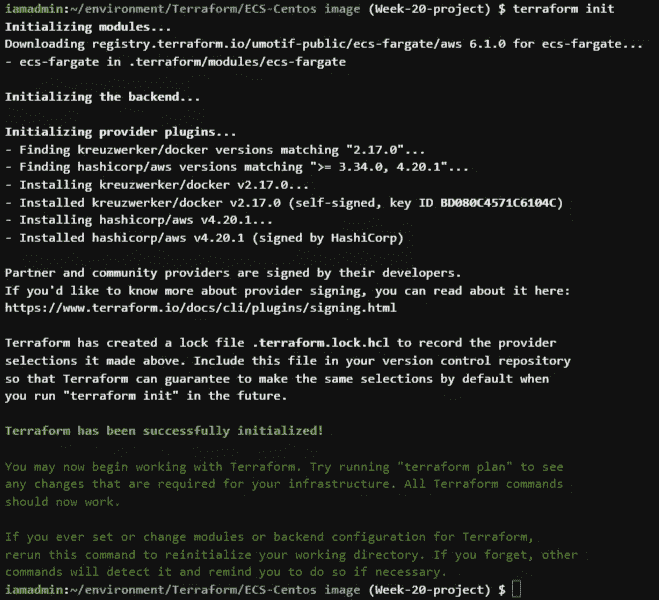 iamadmin:~/environment/Terraform/ECS-Centos image (Week-20-project) $ terraform init
Initializing modules...
Downloading registry.terraform.io/umotif-public/ecs-fargate/aws 6.1.0 for ecs-fargate...
- ecs-fargate in .terraform/modules/ecs-fargate
Initializing the backend...
Initializing provider plugins...
- Finding kreuzwerker/docker versions matching "2.17.0"...
- Finding hashicorp/aws versions matching ">= 3.34.0, 4.20.1"...
- Installing kreuzwerker/docker v2.17.0...
- Installed kreuzwerker/docker v2.17.0 (self-signed, key ID BD080C4571C6104C)
- Installing hashicorp/aws v4.20.1...
- Installed hashicorp/aws v4.20.1 (signed by HashiCorp)
Partner and community providers are signed by their developers.
If you'd like to know more about provider signing, you can read about it here:
https://www.terraform.io/docs/cli/plugins/signing.html
Terraform has created a lock file .terraform.lock.hcl to record the provider
selections it made above. Include this file in your version control repository
so that Terraform can guarantee to make the same selections by default when
you run "terraform init" in the future.
Terraform has been successfully initialized!
You may now begin working with Terraform. Try running "terraform plan" to see
any changes that are required for your infrastructure. All Terraform commands
should now work.
If you ever set or change modules or backend configuration for Terraform,
rerun this command to reinitialize your working directory. If you forget, other
commands will detect it and remind you to do so if necessary.
iamadmin:~/environment/Terraform/ECS-Centos image (Week-20-project) $